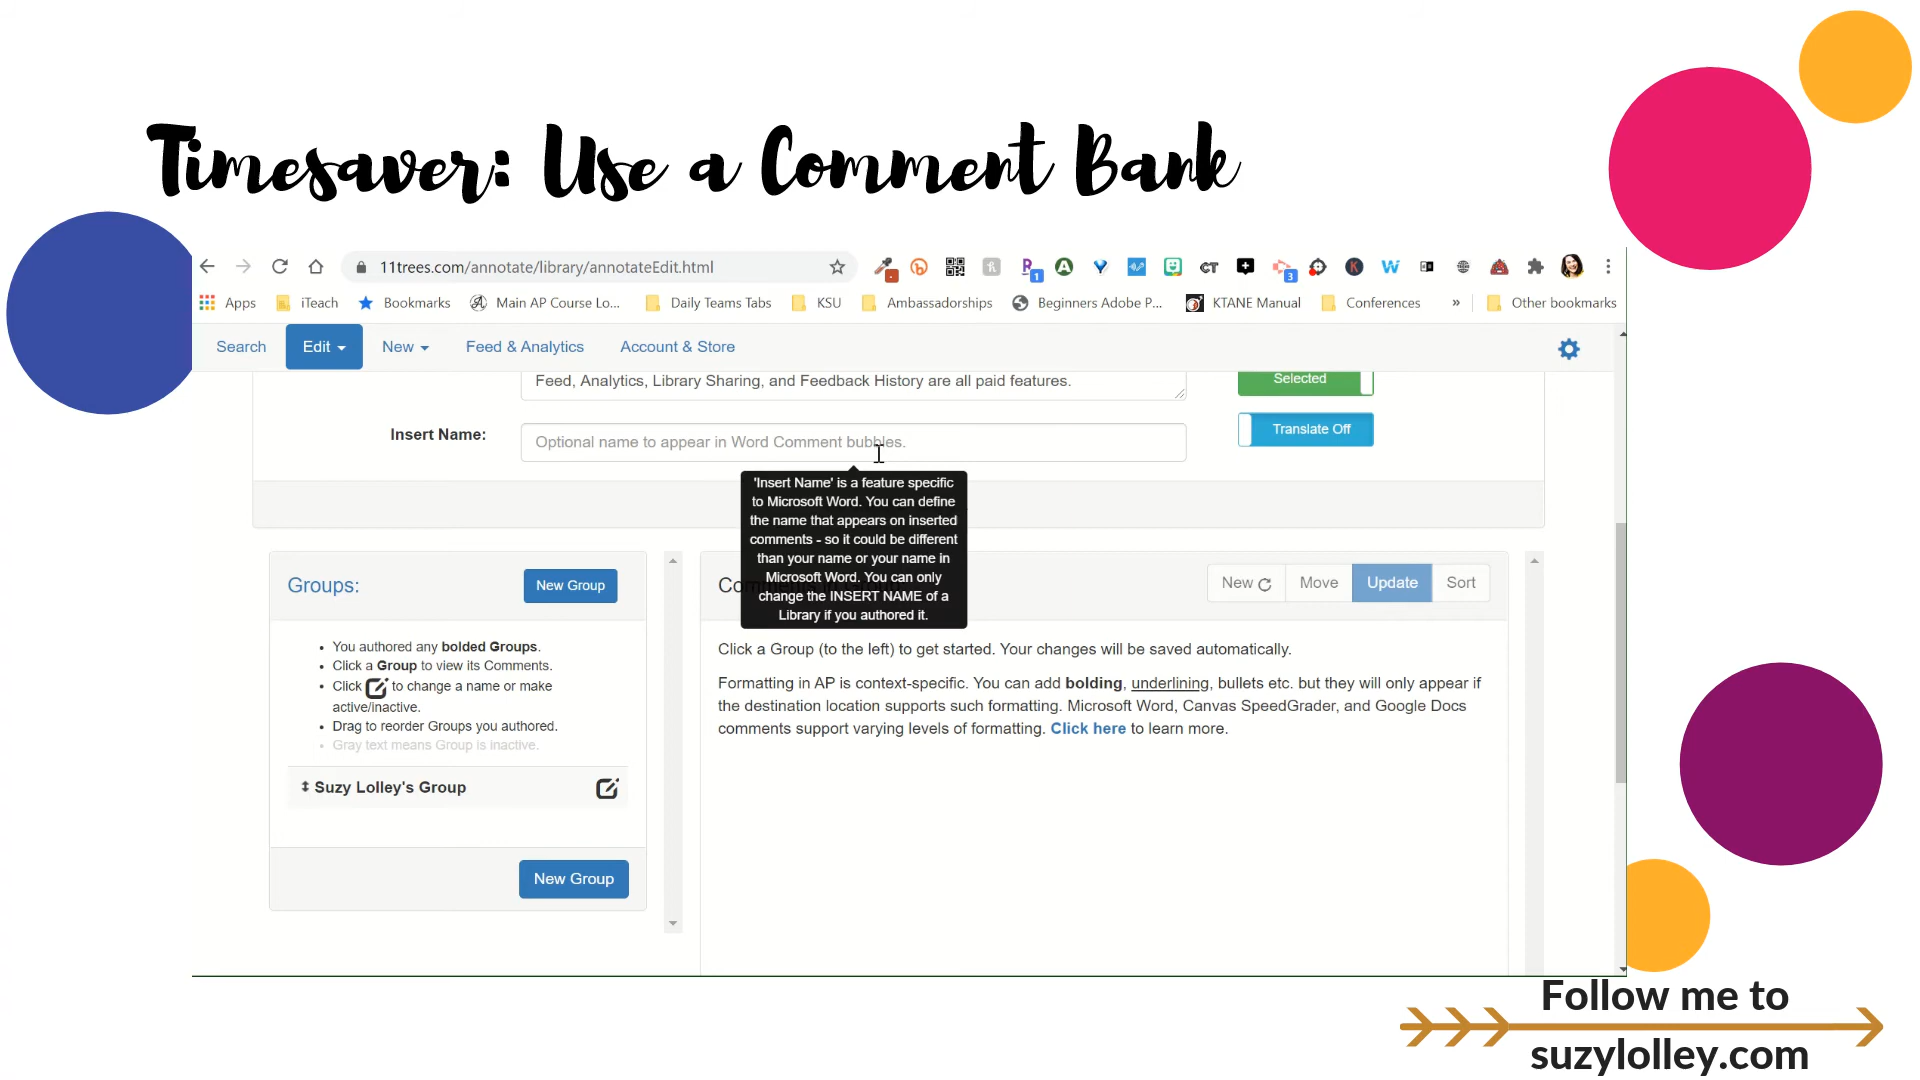 Timesaver: Use a Comment Bank
11trees.com/annotate/library/annotateEdit.html
Apps iTeach Bookmarks Main AP Course Lo... Daily Teams Tabs KSU Ambassadorships Beginners Adobe P... KTANE Manual Conferences » Other bookmarks
Search Edit New Feed & Analytics Account & Store
Feed, Analytics, Library Sharing, and Feedback History are all paid features.
Selected
Insert Name:
Optional name to appear in Word Comment bubbles.
Translate Off
'Insert Name' is a feature specific
to Microsoft Word. You can define
the name that appears on inserted
comments - so it could be different
than your name or your name in
Microsoft Word. You can only
change the INSERT NAME of a
Library if you authored it.
Groups:
New Group
• You authored any bolded Groups.
• Click a Group to view its Comments.
• Click to change a name or make
active/inactive.
• Drag to reorder Groups you authored.
• Gray text means Group is inactive.
Suzy Lolley's Group
New Group
New Move Update Sort
Click a Group (to the left) to get started. Your changes will be saved automatically.
Formatting in AP is context-specific. You can add bolding, underlining, bullets etc. but they will only appear if
the destination location supports such formatting. Microsoft Word, Canvas SpeedGrader, and Google Docs
comments support varying levels of formatting. Click here to learn more.
Follow me to
suzylolley.com